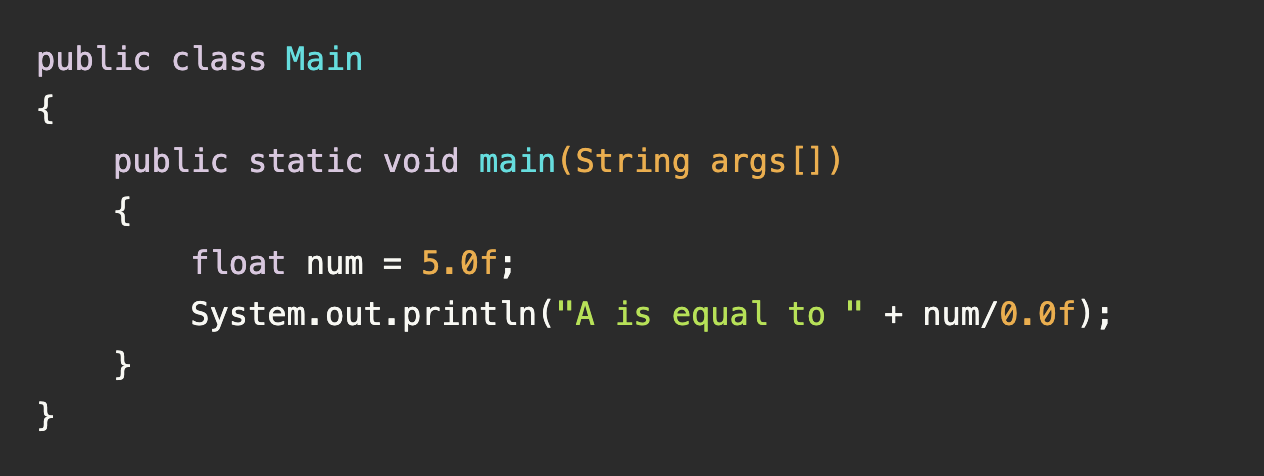 public class Main
{
    public static void main(String args[])
    {
        float num = 5.0f;
        System.out.println("A is equal to " + num/0.0f);
    }
}